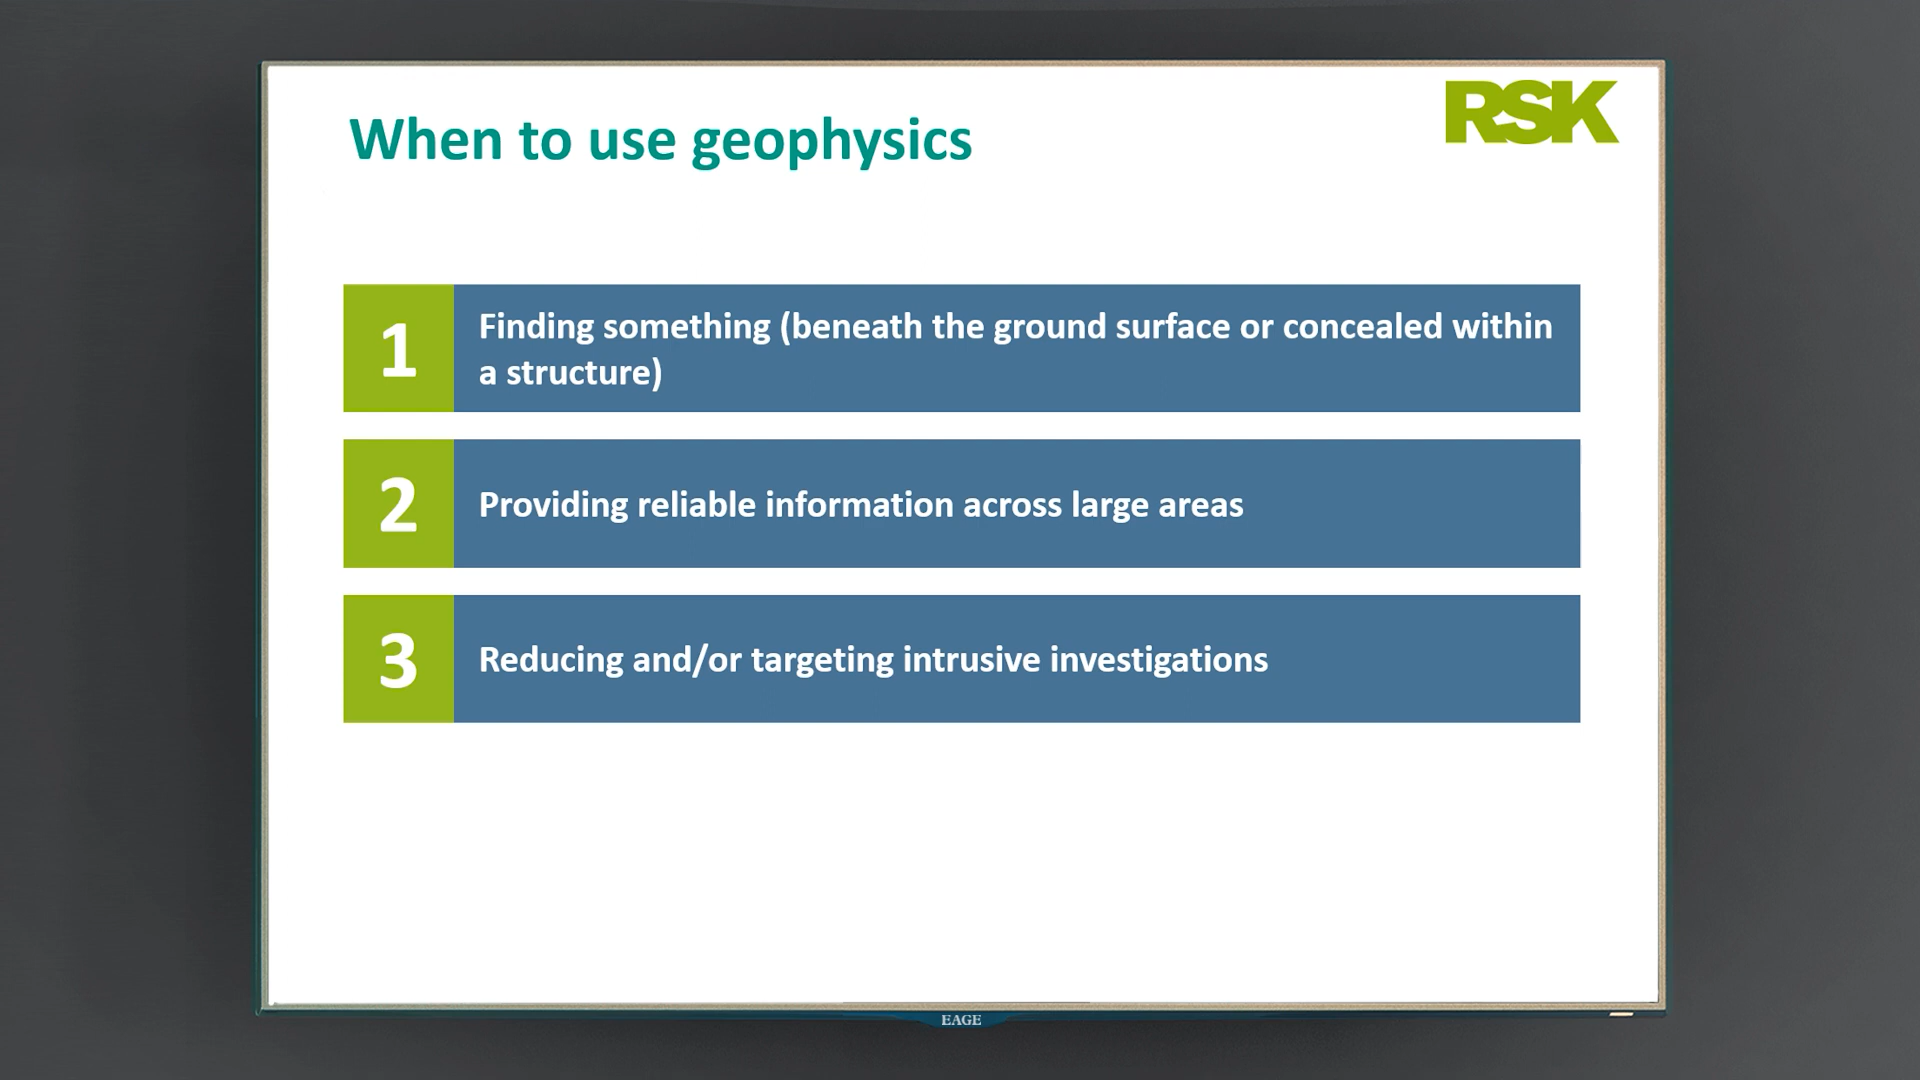 When to use geophysics
RSK
1
Finding something (beneath the ground surface or concealed within
a structure)
2
Providing reliable information across large areas
3
Reducing and/or targeting intrusive investigations
EAGE